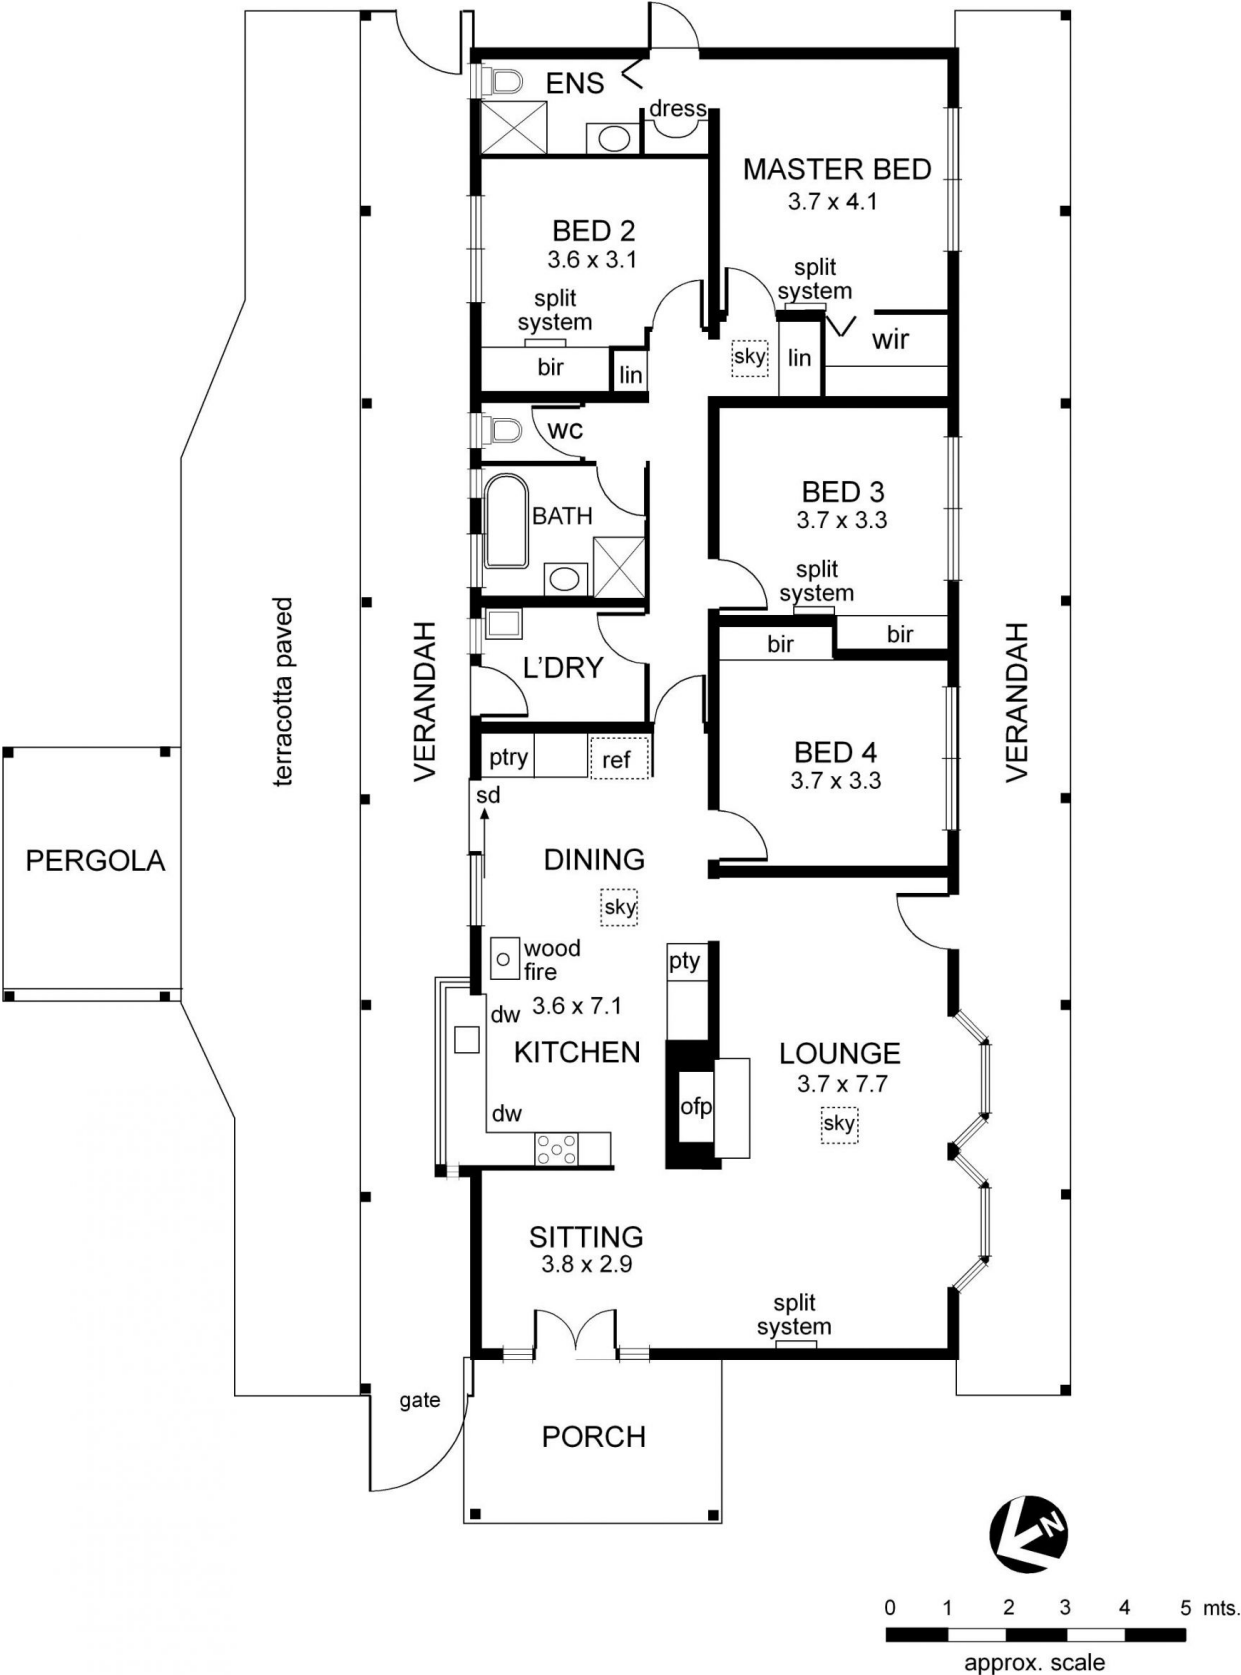 ENS
dress
MASTER BED
3.7 x 4.1
BED 2
3.6 x 3.1
split
system
split
system
bir
lin
sky
lin
wir
wc
BED 3
3.7 x 3.3
BATH
split
system
bir
bir
L'DRY
terracotta paved
VERANDAH
VERANDAH
ptry
ref
BED 4
3.7 x 3.3
sd
PERGOLA
DINING
sky
wood
fire
pty
3.6 x 7.1
dw
KITCHEN
LOUNGE
3.7 x 7.7
ofp
sky
dw
SITTING
3.8 x 2.9
split
system
gate
PORCH
N
0 1 2 3 4 5 mts.
approx. scale